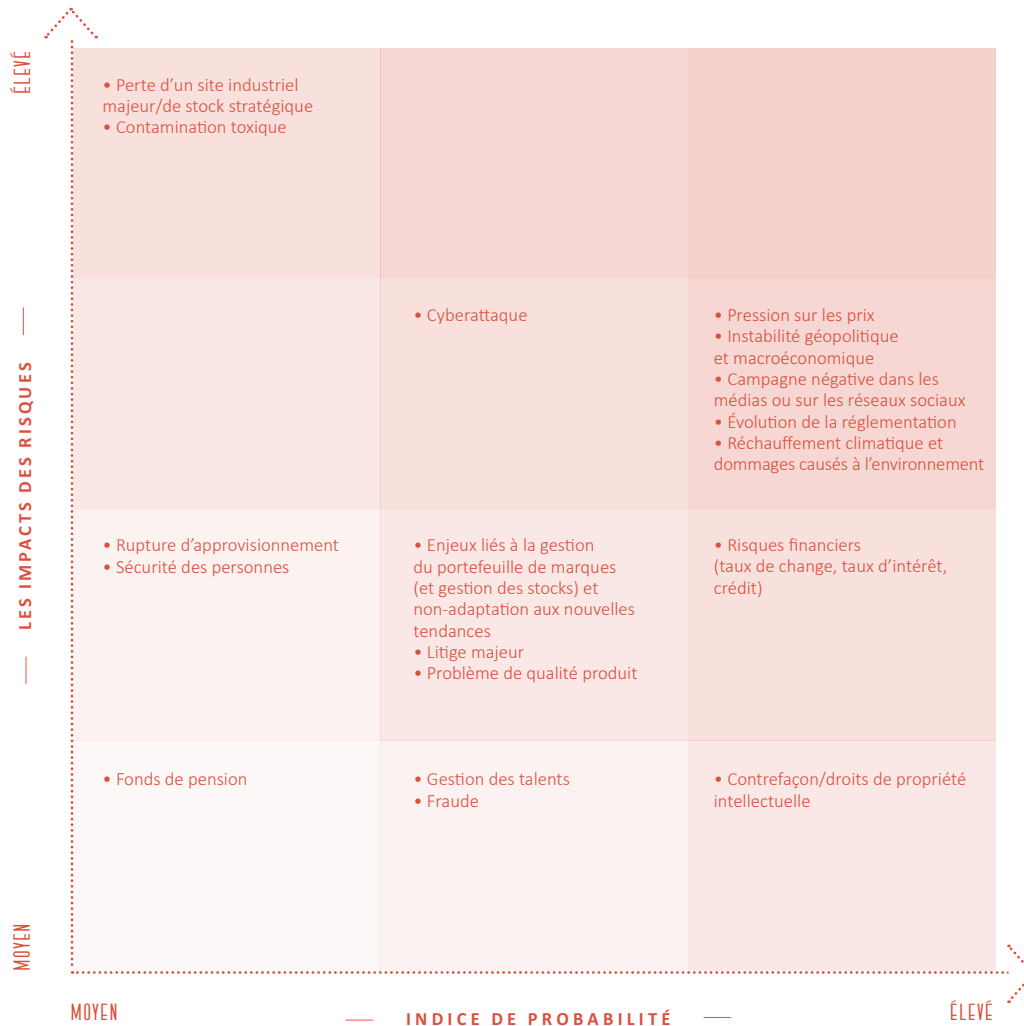 ÉLEVÉ
• Perte d’un site industriel
majeur/de stock stratégique
• Contamination toxique
• Cyberattaque
• Pression sur les prix
• Instabilité géopolitique
et macroéconomique
• Campagne négative dans les
médias ou sur les réseaux sociaux
• Évolution de la réglementation
• Réchauffement climatique et
dommages causés à l’environnement
LES IMPACTS DES RISQUES
• Rupture d’approvisionnement
• Sécurité des personnes
• Enjeux liés à la gestion
du portefeuille de marques
(et gestion des stocks) et
non-adaptation aux nouvelles
tendances
• Litige majeur
• Problème de qualité produit
• Risques financiers
(taux de change, taux d’intérêt,
crédit)
• Fonds de pension
• Gestion des talents
• Fraude
• Contrefaçon/droits de propriété
intellectuelle
MOYEN
MOYEN
INDICE DE PROBABILITÉ
ÉLEVÉ